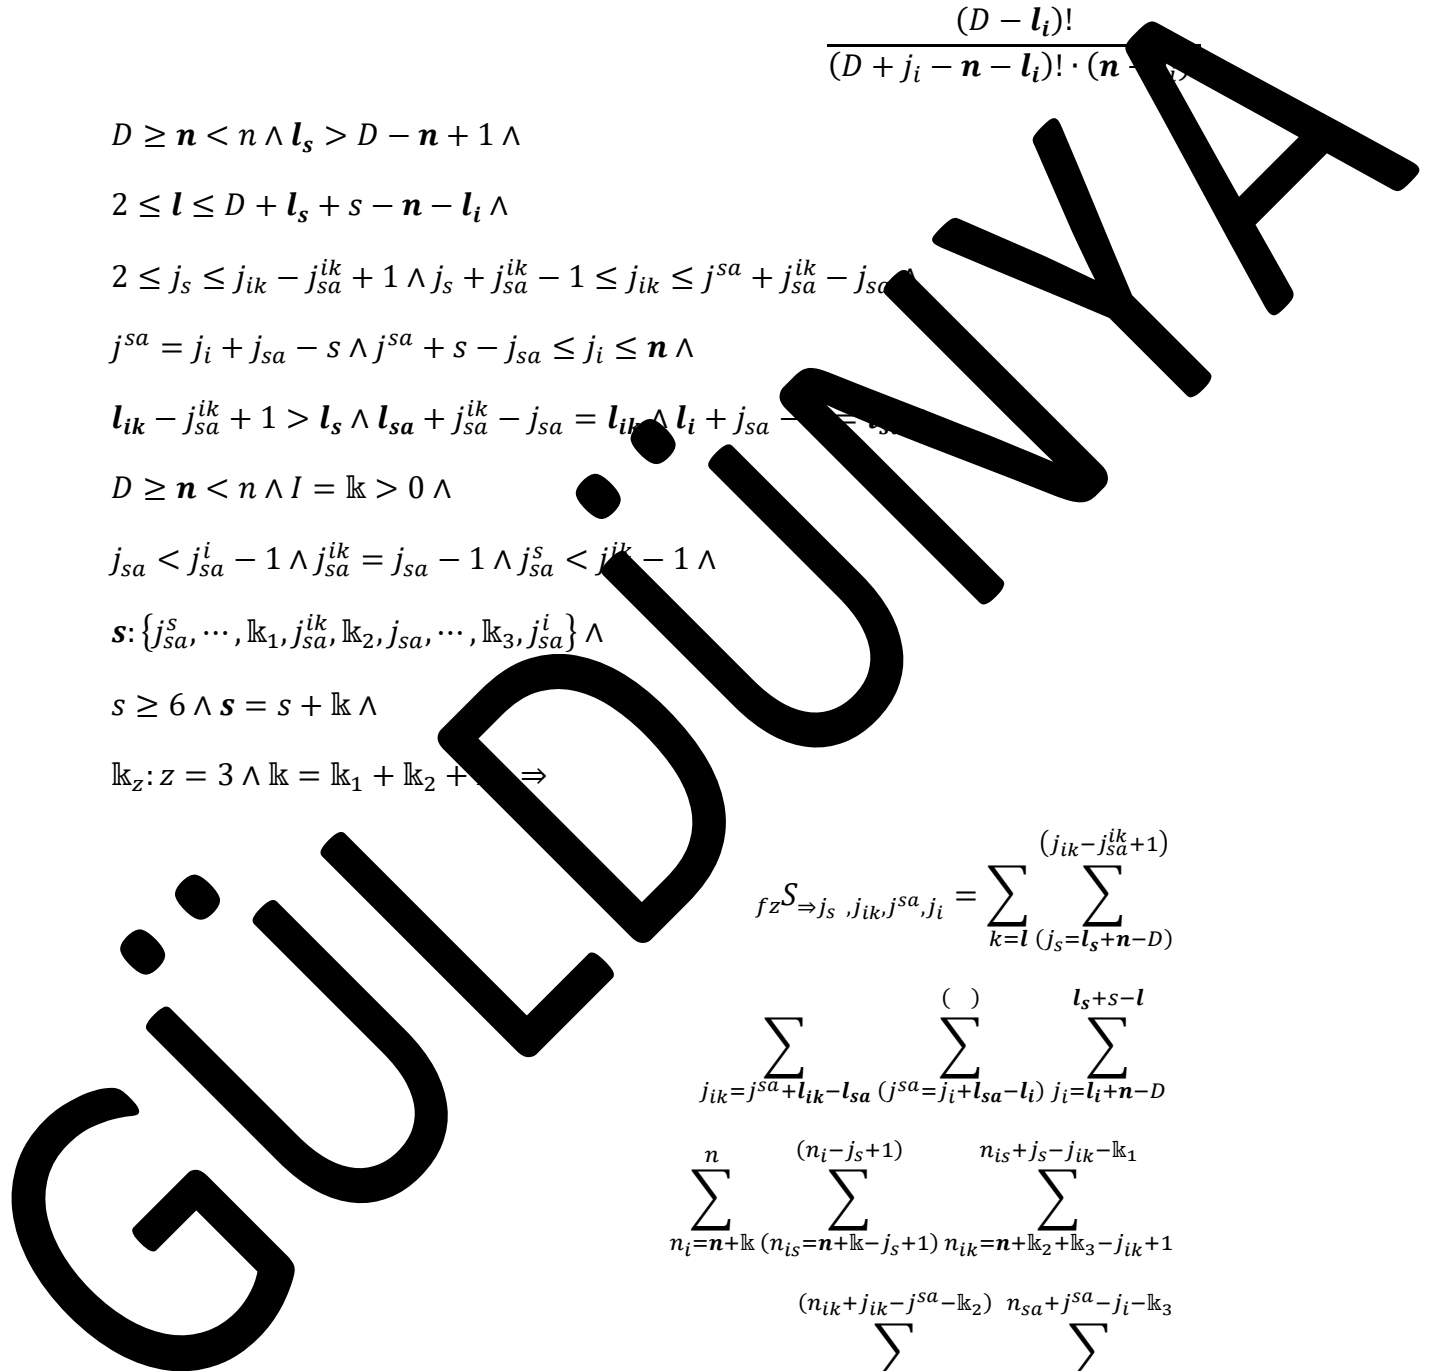 (D − l_i)!
(D + j_i − n − l_i)! · (n −
D ≥ n < n ∧ l_s > D − n + 1 ∧
2 ≤ l ≤ D + l_s + s − n − l_i ∧
2 ≤ j_s ≤ j_ik − j_sa^ik + 1 ∧ j_s + j_sa^ik − 1 ≤ j_ik ≤ j^sa + j_sa^ik − j_sa ∧
j^sa = j_i + j_sa − s ∧ j^sa + s − j_sa ≤ j_i ≤ n ∧
l_ik − j_sa^ik + 1 > l_s ∧ l_sa + j_sa^ik − j_sa = l_ik ∧ l_i + j_sa − =
D ≥ n < n ∧ I = 𝕜 > 0 ∧
j_sa < j_sa^i − 1 ∧ j_sa^ik = j_sa − 1 ∧ j_sa^s < − 1 ∧
s: {j_sa^s, ⋯ , 𝕜_1, j_sa^ik, 𝕜_2, j_sa, ⋯ , 𝕜_3, j_sa^i} ∧
s ≥ 6 ∧ s = s + 𝕜 ∧
𝕜_z: z = 3 ∧ 𝕜 = 𝕜_1 + 𝕜_2 + ⇒
(j_ik−j_sa^ik+1)
_fz S_⇒j_s ,j_ik,j^sa,j_i = ∑ ∑
k=l (j_s=l_s+n−D)
( ) l_s+s−l
∑ ∑ ∑
j_ik=j^sa+l_ik−l_sa (j^sa=j_i+l_sa−l_i) j_i=l_i+n−D
n (n_i−j_s+1) n_is+j_s−j_ik−𝕜_1
∑ ∑ ∑
n_i=n+𝕜 (n_is=n+𝕜−j_s+1) n_ik=n+𝕜_2+𝕜_3−j_ik+1
(n_ik+j_ik−j^sa−𝕜_2) n_sa+j^sa−j_i−𝕜_3
∑ ∑
GÜLDÜNYA